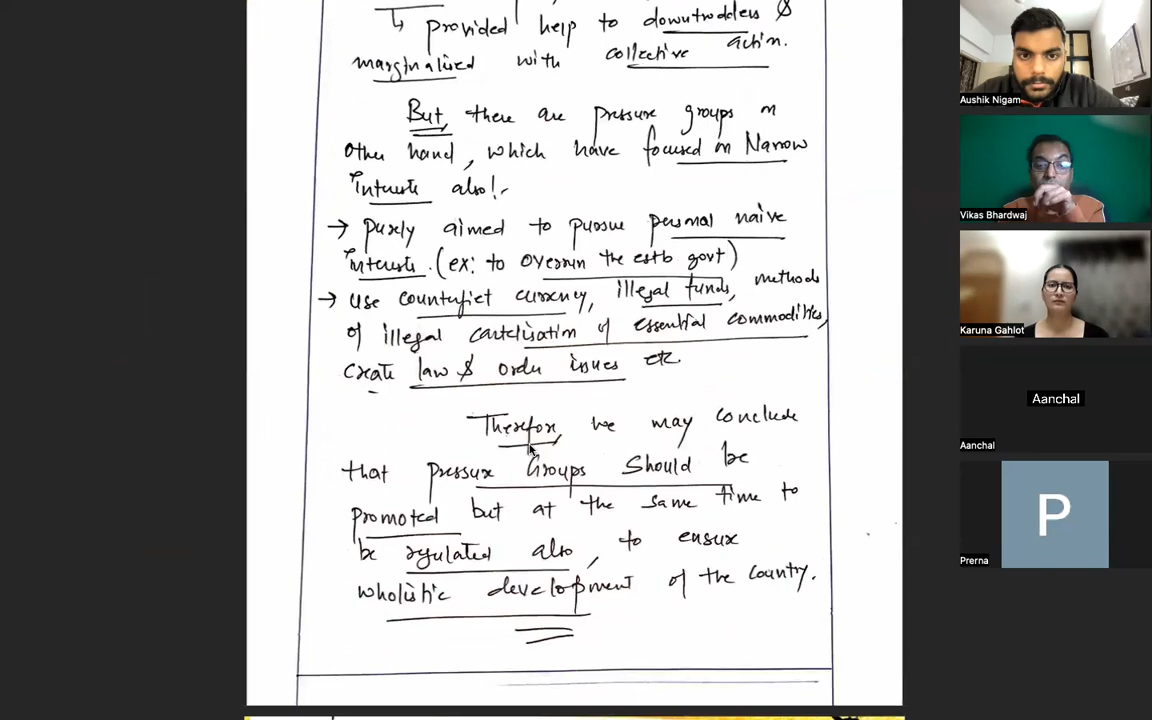 ↳ provided help to downtrodders &
marginalised with collective action.
But, there are pressure groups on
other hand, which have focused on Narrow
Interests also!
→ Purely aimed to pursue personal naive
Interests. (ex: to overrun the estb govt)
→ use counterfiet currency, illegal funds, methods
of illegal cartelisation of essential commodities,
create law & order issues etc.
Therefore, we may conclude
that pressure Groups Should be
promoted but at the same time to
be regulated also, to ensure
wholistic development of the country.
Aushik Nigam
Vikas Bhardwaj
Karuna Gahlot
Aanchal
Aanchal
P
Prerna